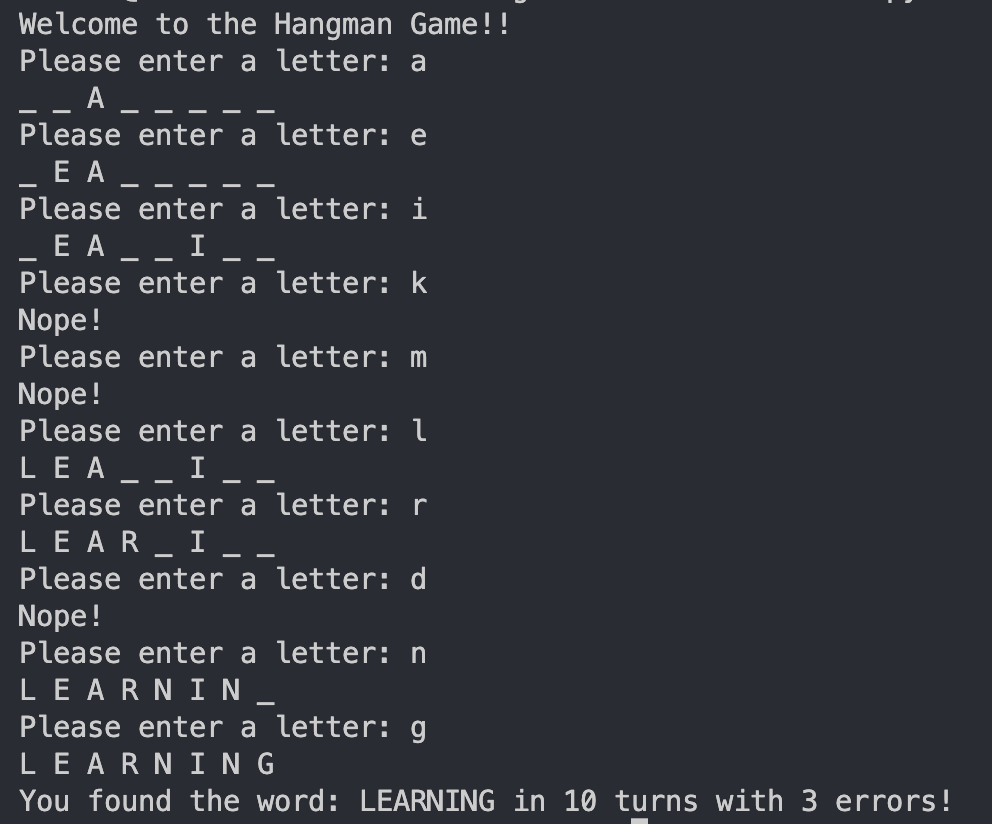 Welcome to the Hangman Game!!
Please enter a letter: a
_ _ A _ _ _ _ _
Please enter a letter: e
_ E A _ _ _ _ _
Please enter a letter: i
_ E A _ _ I _ _
Please enter a letter: k
Nope!
Please enter a letter: m
Nope!
Please enter a letter: l
L E A _ _ I _ _
Please enter a letter: r
L E A R _ I _ _
Please enter a letter: d
Nope!
Please enter a letter: n
L E A R N I N _
Please enter a letter: g
L E A R N I N G
You found the word: LEARNING in 10 turns with 3 errors!